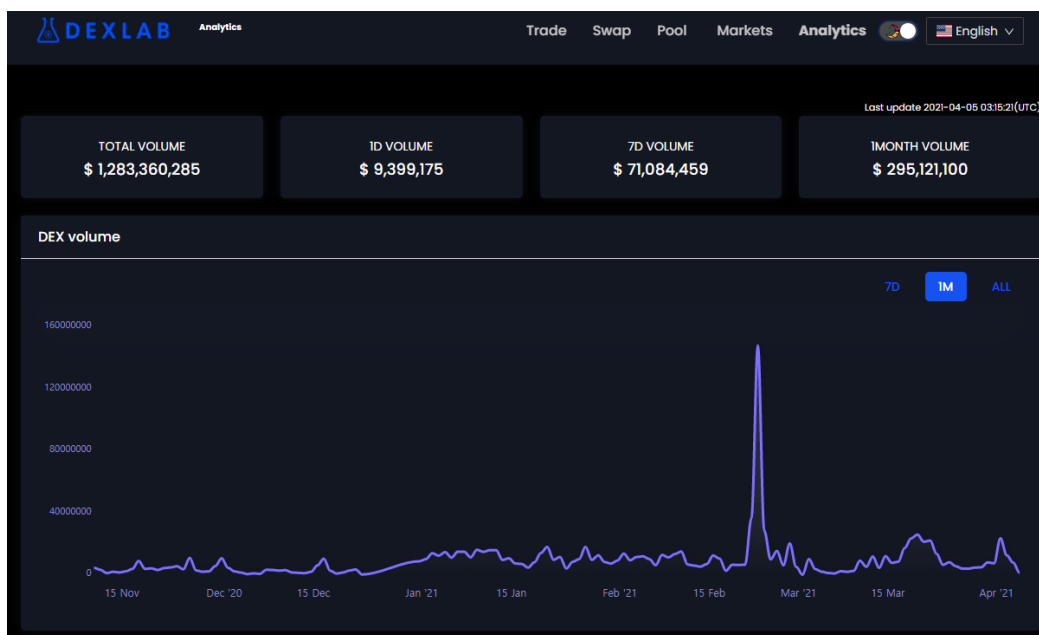 DEXLAB Analytics Trade Swap Pool Markets Analytics English
Last update 2021-04-05 03:15:21(UTC)
TOTAL VOLUME
$ 1,283,360,285
1D VOLUME
$ 9,399,175
7D VOLUME
$ 71,084,459
1MONTH VOLUME
$ 295,121,100
DEX volume
7D 1M ALL
160000000
120000000
80000000
40000000
0
15 Nov Dec '20 15 Dec Jan '21 15 Jan Feb '21 15 Feb Mar '21 15 Mar Apr '21